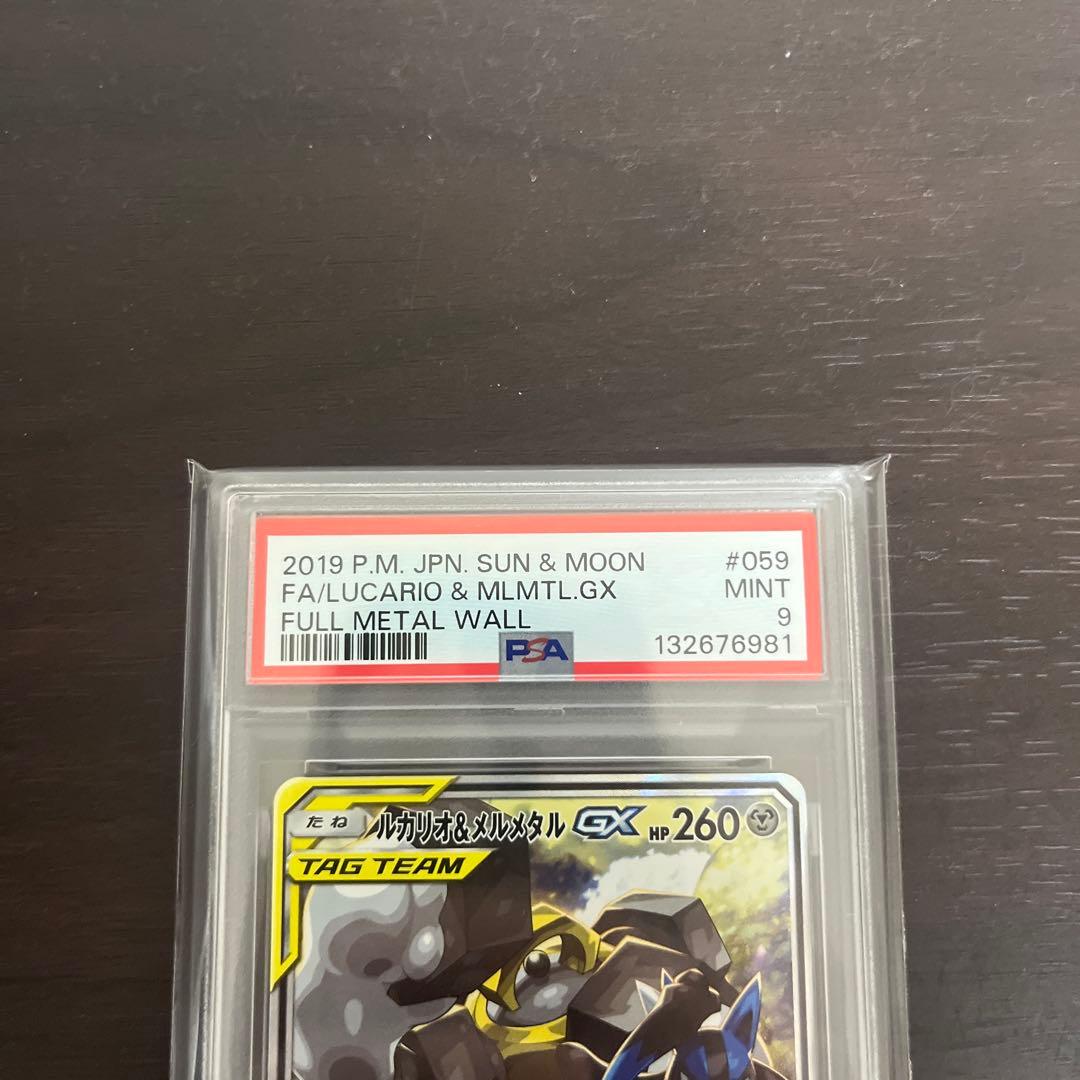 2019 P.M. JPN. SUN & MOON #059
FA/LUCARIO & MLMTL.GX MINT
FULL METAL WALL 9
PSA 132676981
たね ルカリオ&メルメタル GX HP 260
TAG TEAM